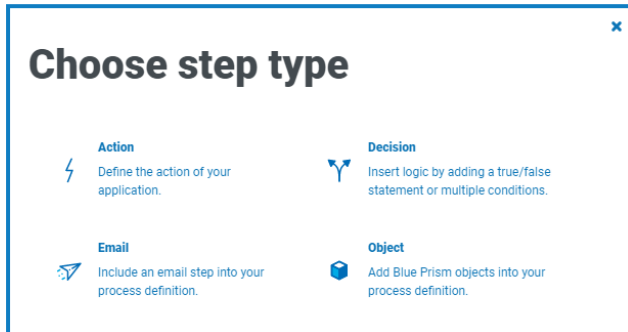 Choose step type
Action
Define the action of your
application.
Decision
Insert logic by adding a true/false
statement or multiple conditions.
Email
Include an email step into your
process definition.
Object
Add Blue Prism objects into your
process definition.